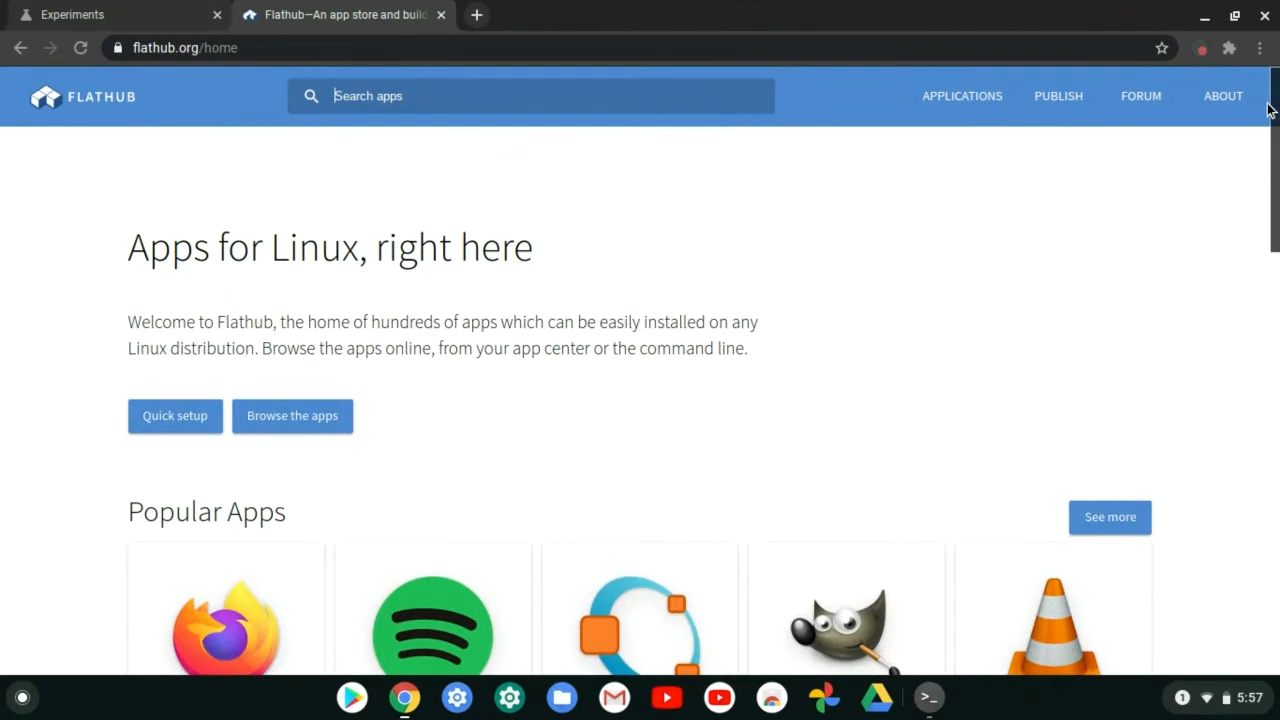 Experiments
Flathub—An app store and build
flathub.org/home
FLATHUB
Search apps
APPLICATIONS
PUBLISH
FORUM
ABOUT
Apps for Linux, right here
Welcome to Flathub, the home of hundreds of apps which can be easily installed on any
Linux distribution. Browse the apps online, from your app center or the command line.
Quick setup
Browse the apps
Popular Apps
See more
>_
1
5:57